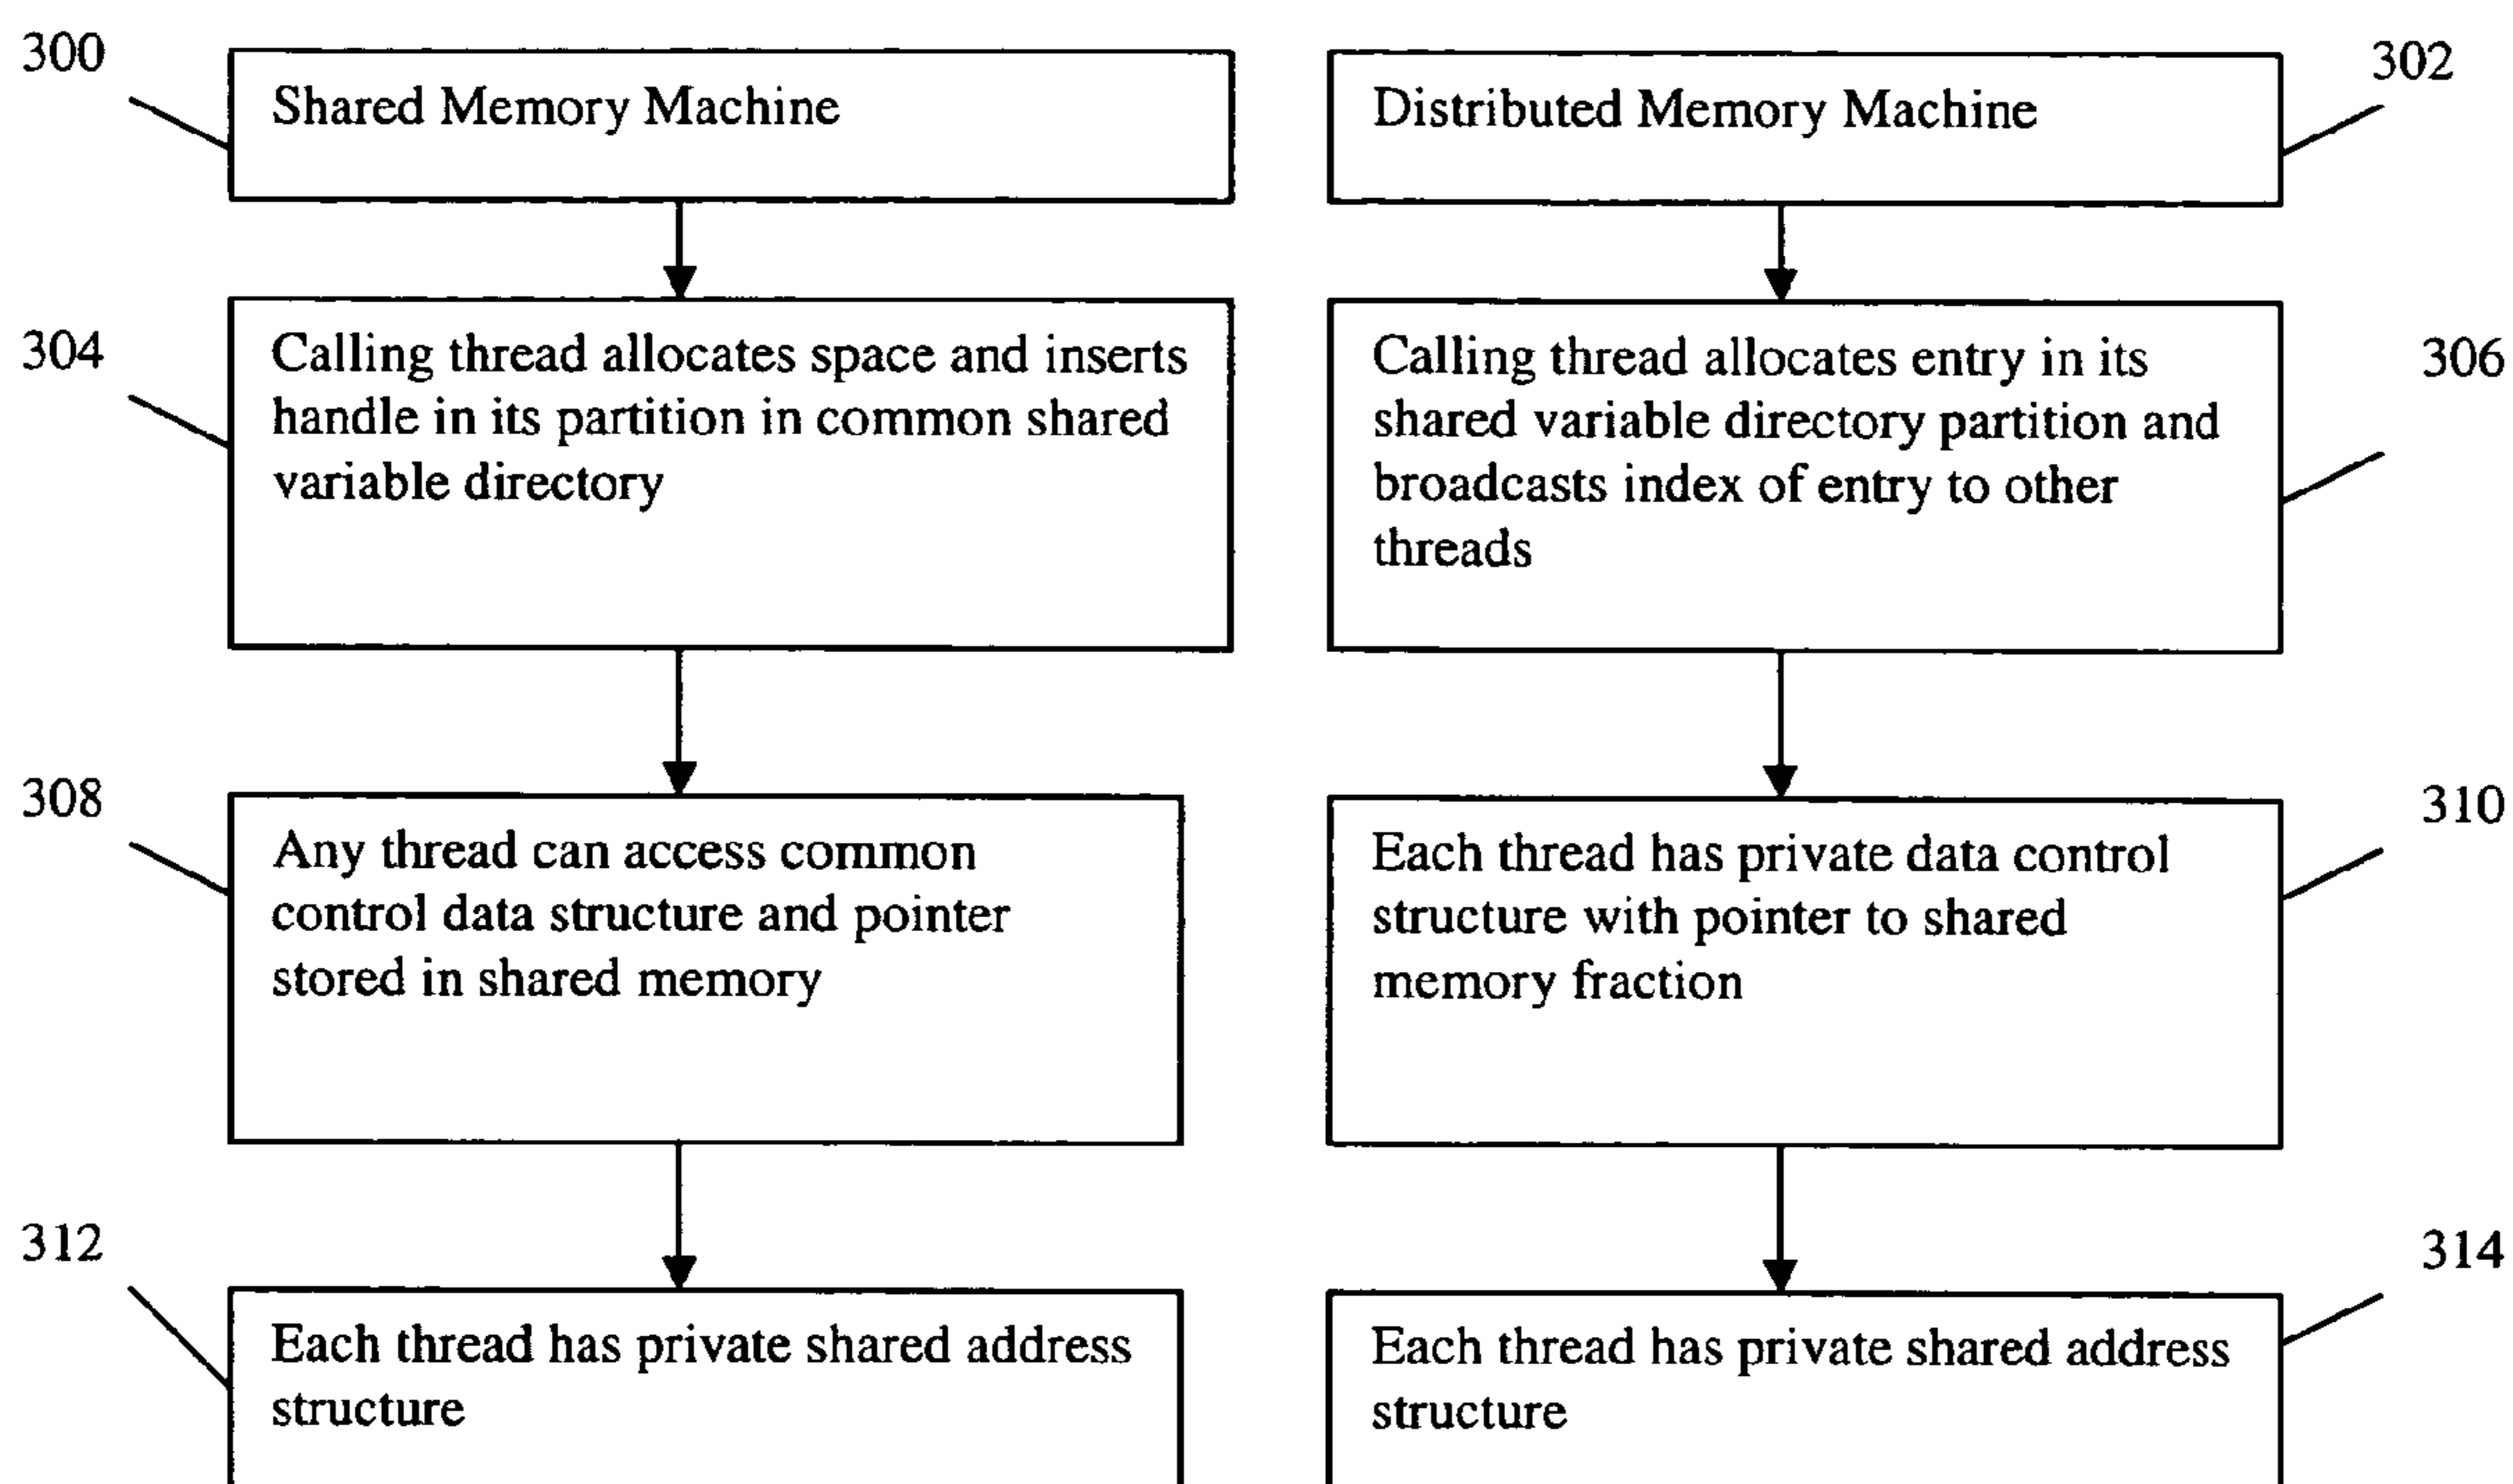 300
Shared Memory Machine
Distributed Memory Machine
302
304
Calling thread allocates space and inserts
handle in its partition in common shared
variable directory
Calling thread allocates entry in its
shared variable directory partition and
broadcasts index of entry to other
threads
306
308
Any thread can access common
control data structure and pointer
stored in shared memory
Each thread has private data control
structure with pointer to shared
memory fraction
310
312
Each thread has private shared address
structure
Each thread has private shared address
structure
314